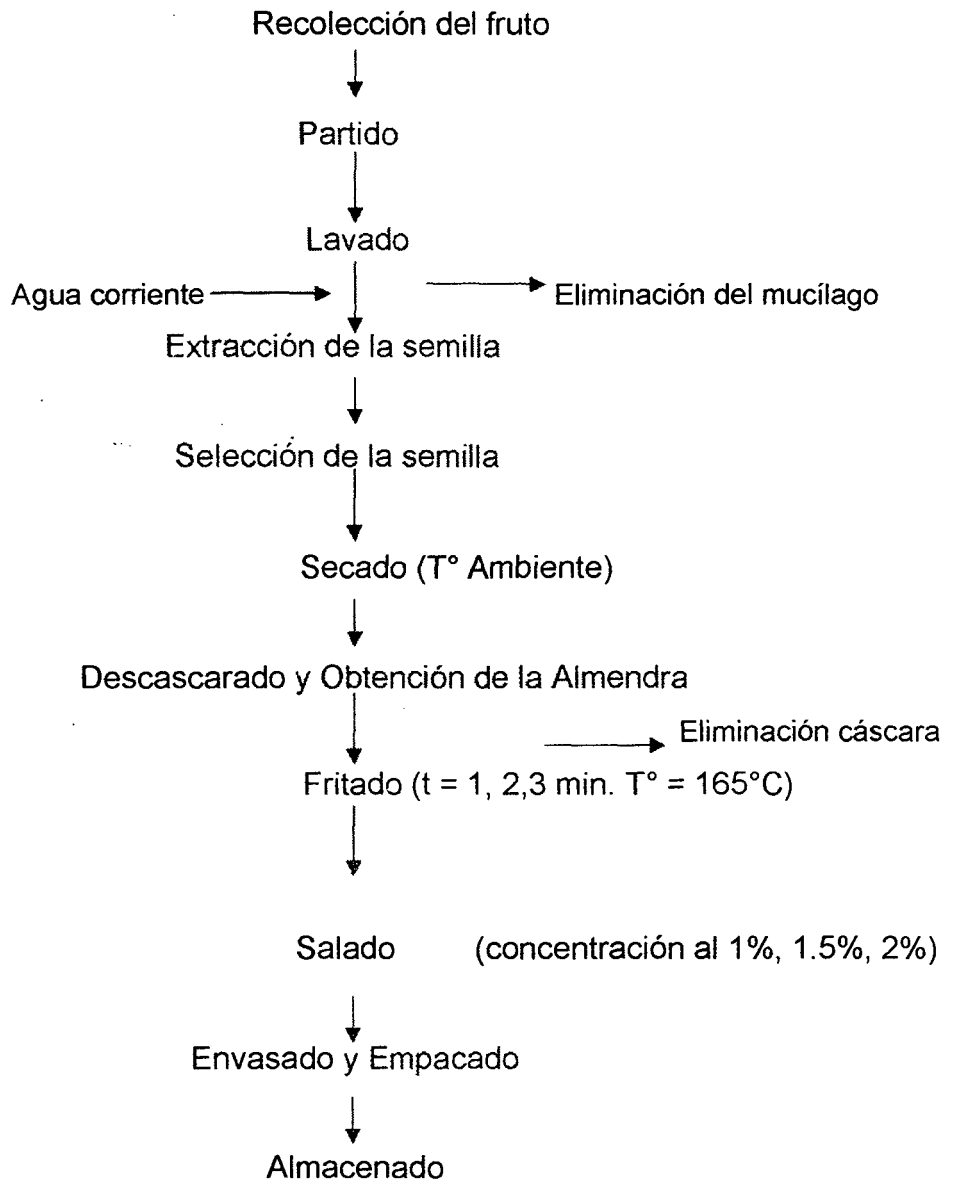 Recolección del fruto
Partido
Lavado
Agua corriente
Eliminación del mucílago
Extracción de la semilla
Selección de la semilla
Secado (T° Ambiente)
Descascarado y Obtención de la Almendra
Eliminación cáscara
Fritado (t = 1, 2,3 min. T° = 165°C)
Salado (concentración al 1%, 1.5%, 2%)
Envasado y Empacado
Almacenado